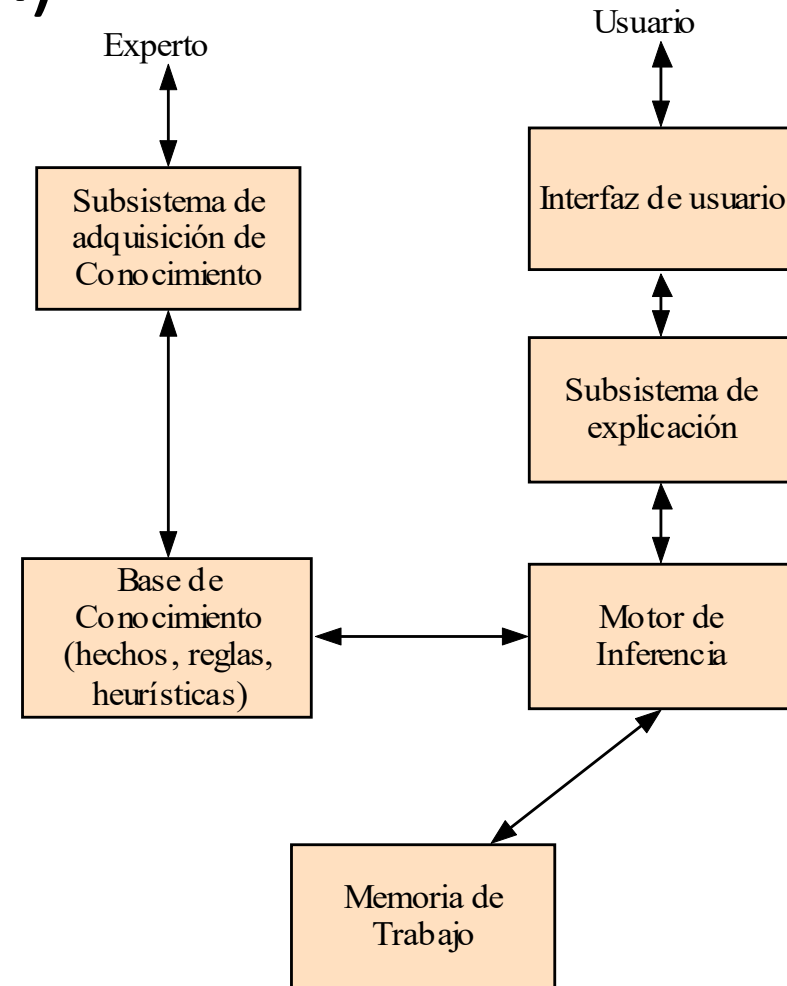 Experto
Usuario
Subsistema de
adquisición de
Conocimiento
Interfaz de usuario
Subsistema de
explicación
Base de
Conocimiento
(hechos, reglas,
heurísticas)
Motor de
Inferencia
Memoria de
Trabajo